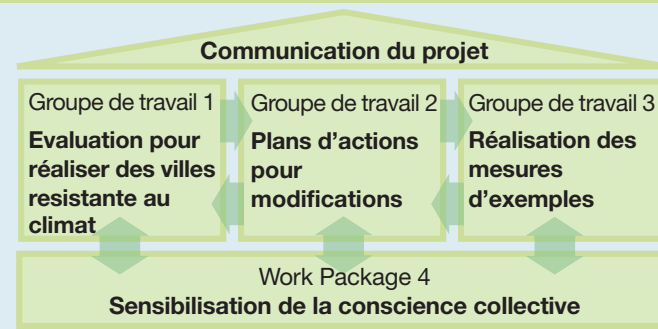 Communication du projet
Groupe de travail 1
Evaluation pour
réaliser des villes
resistante au
climat
Groupe de travail 2
Plans d’actions
pour
modifications
Groupe de travail 3
Réalisation des
mesures
d’exemples
Work Package 4
Sensibilisation de la conscience collective